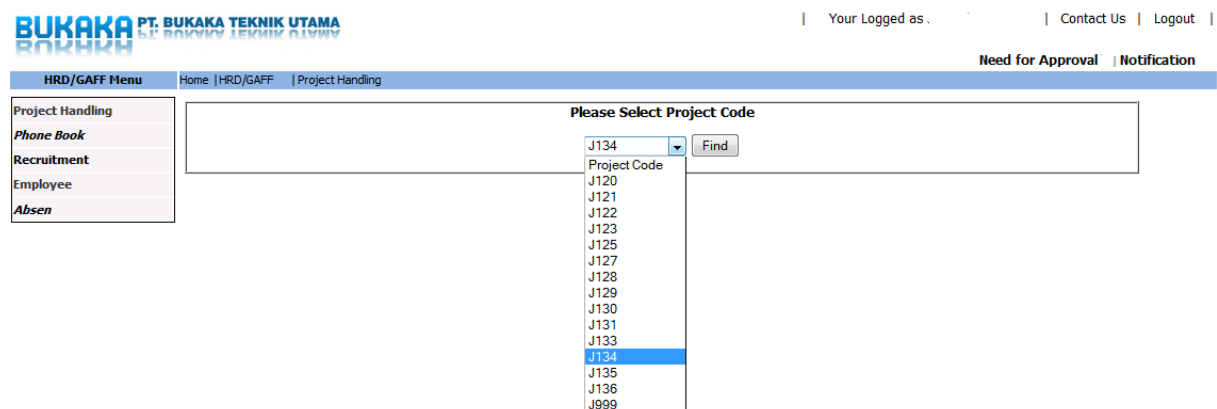 BUKAKA PT. BUKAKA TEKNIK UTAMA
| Your Logged as . | Contact Us | Logout |
Need for Approval | Notification
HRD/GAFF Menu
Home | HRD/GAFF | Project Handling
Project Handling
Phone Book
Recruitment
Employee
Absen
Please Select Project Code
J134 Find
Project Code
J120
J121
J122
J123
J125
J127
J128
J129
J130
J131
J133
J134
J135
J136
J999